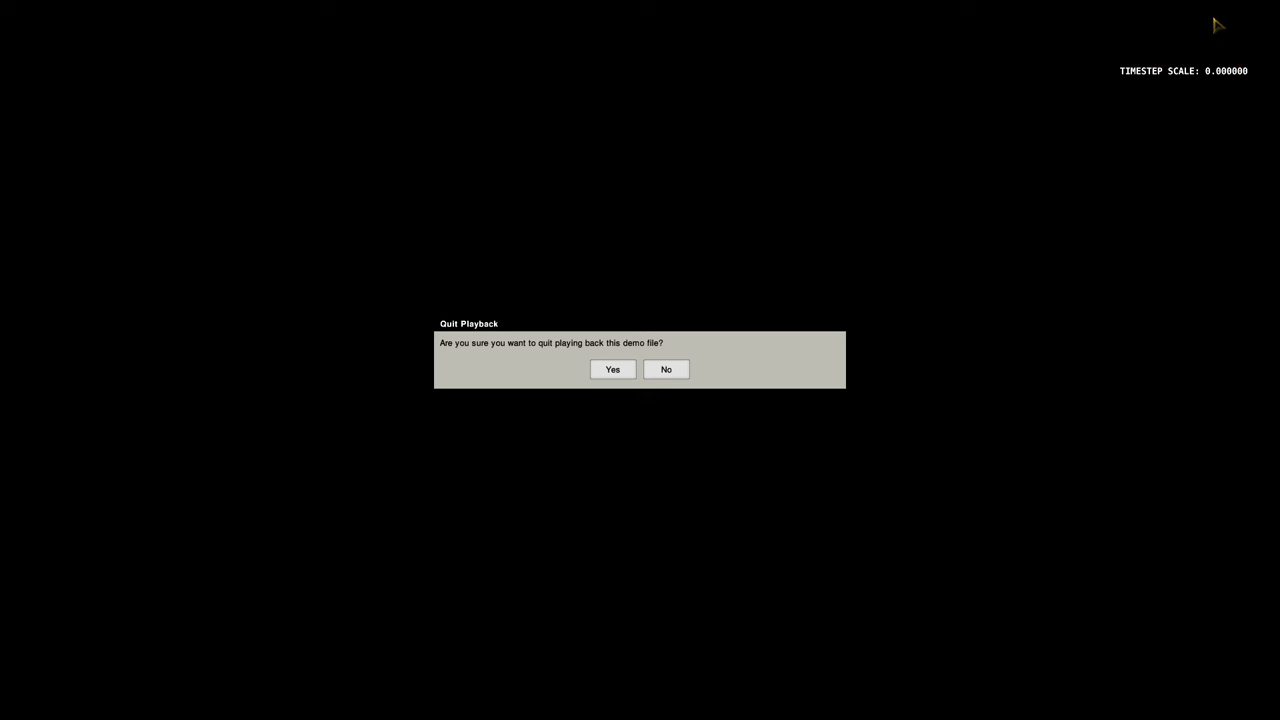 TIMESTEP SCALE: 0.000000
Quit Playback
Are you sure you want to quit playing back this demo file?
Yes No